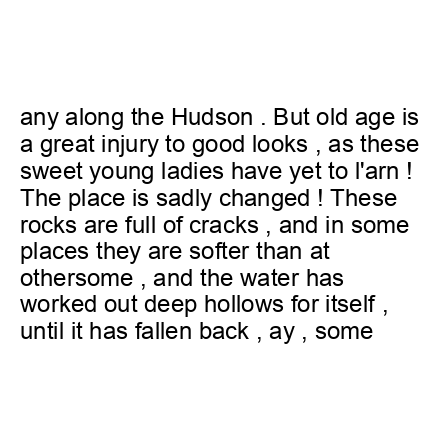 any along the Hudson . But old age is
a great injury to good looks , as these
sweet young ladies have yet to l'arn !
The place is sadly changed ! These
rocks are full of cracks , and in some
places they are softer than at
othersome , and the water has
worked out deep hollows for itself ,
until it has fallen back , ay , some